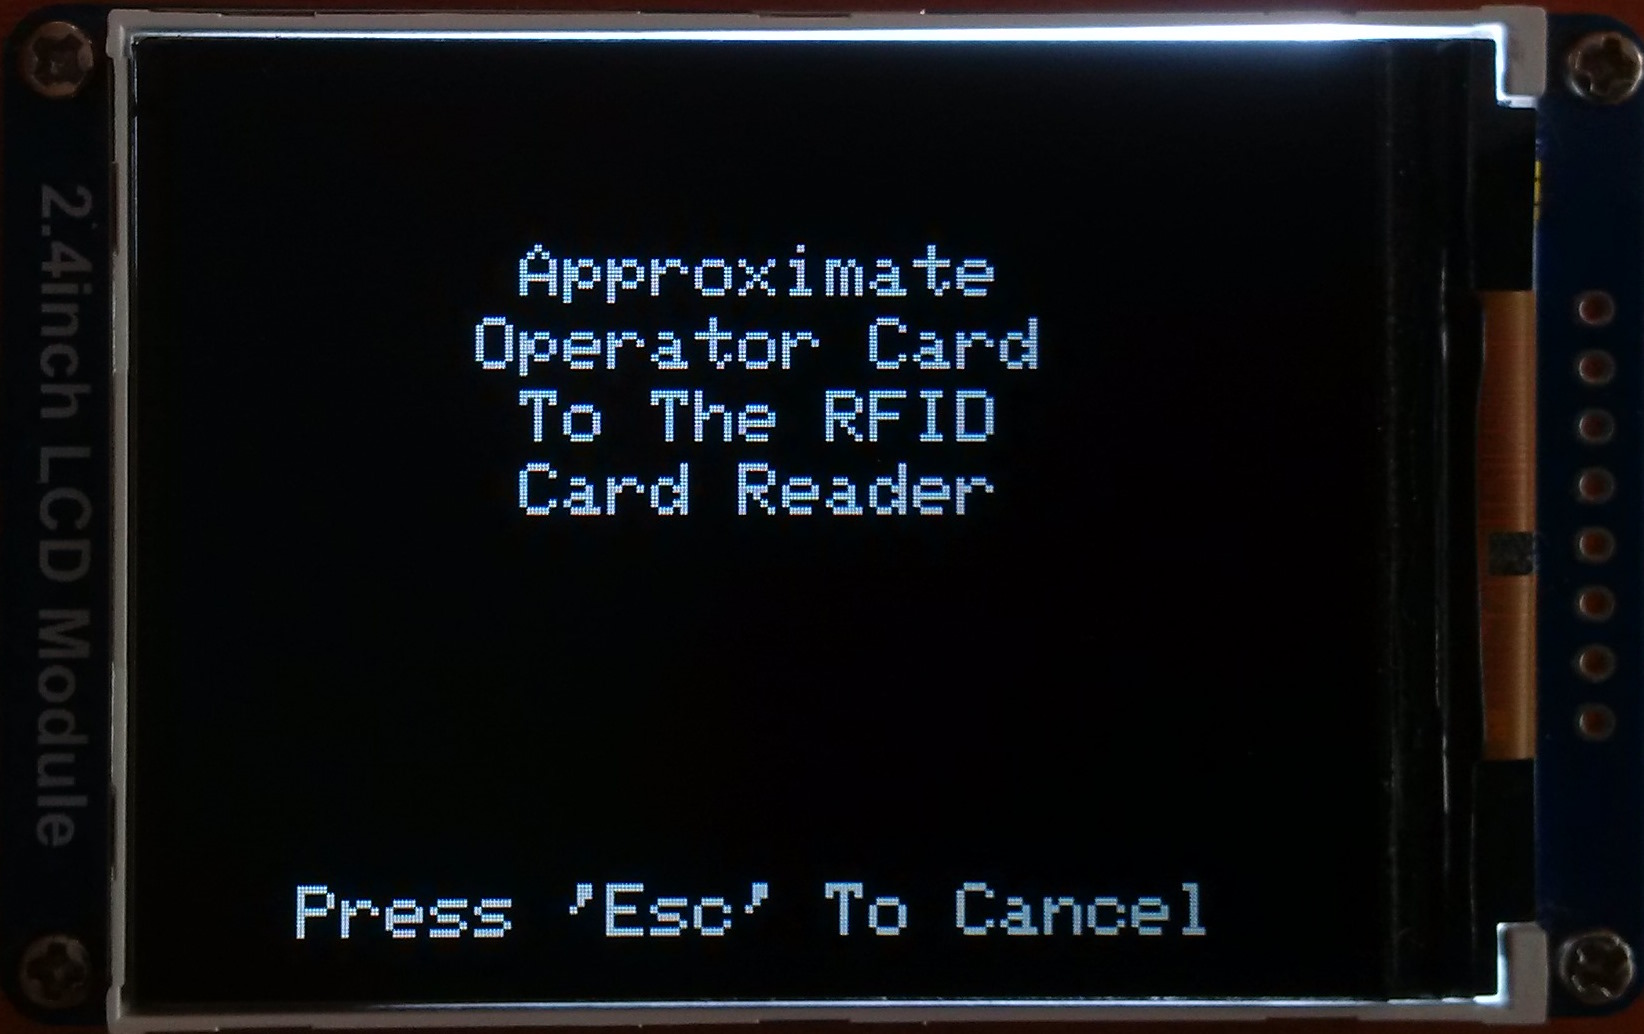 2.4inch LCD Module
Approximate
Operator Card
To The RFID
Card Reader
Press 'Esc' To Cancel